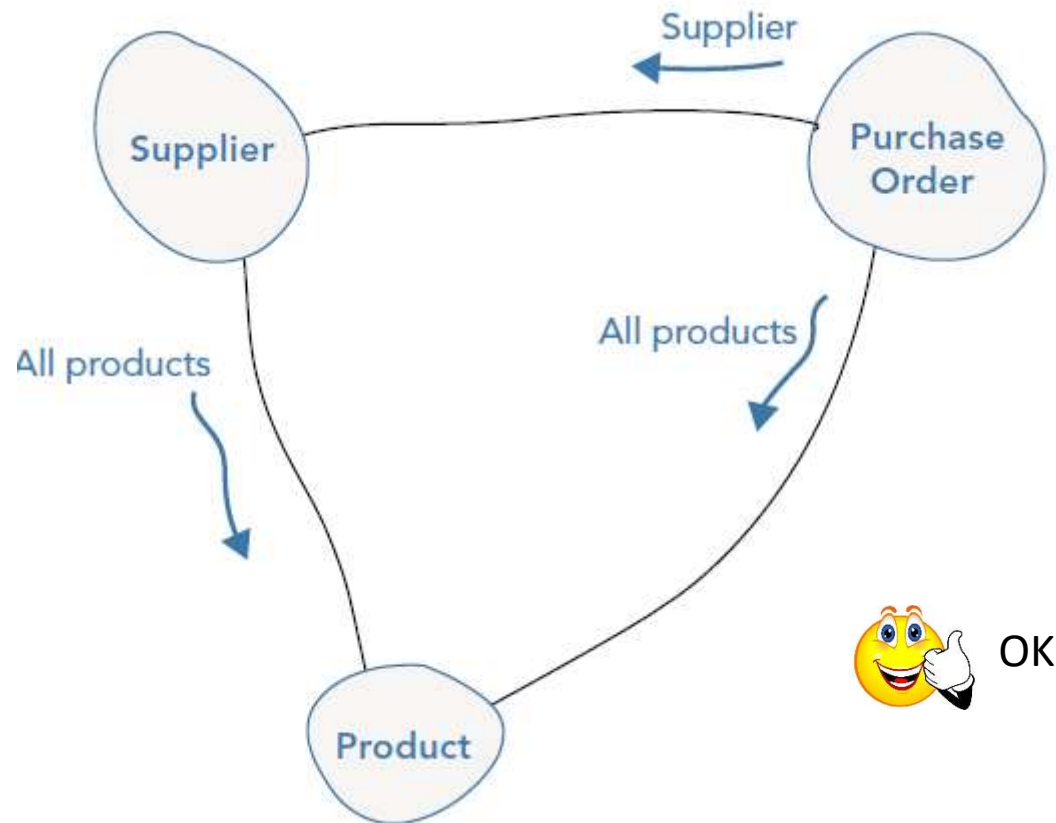 Supplier
Supplier
Purchase
Order
All products
All products
OK
Product